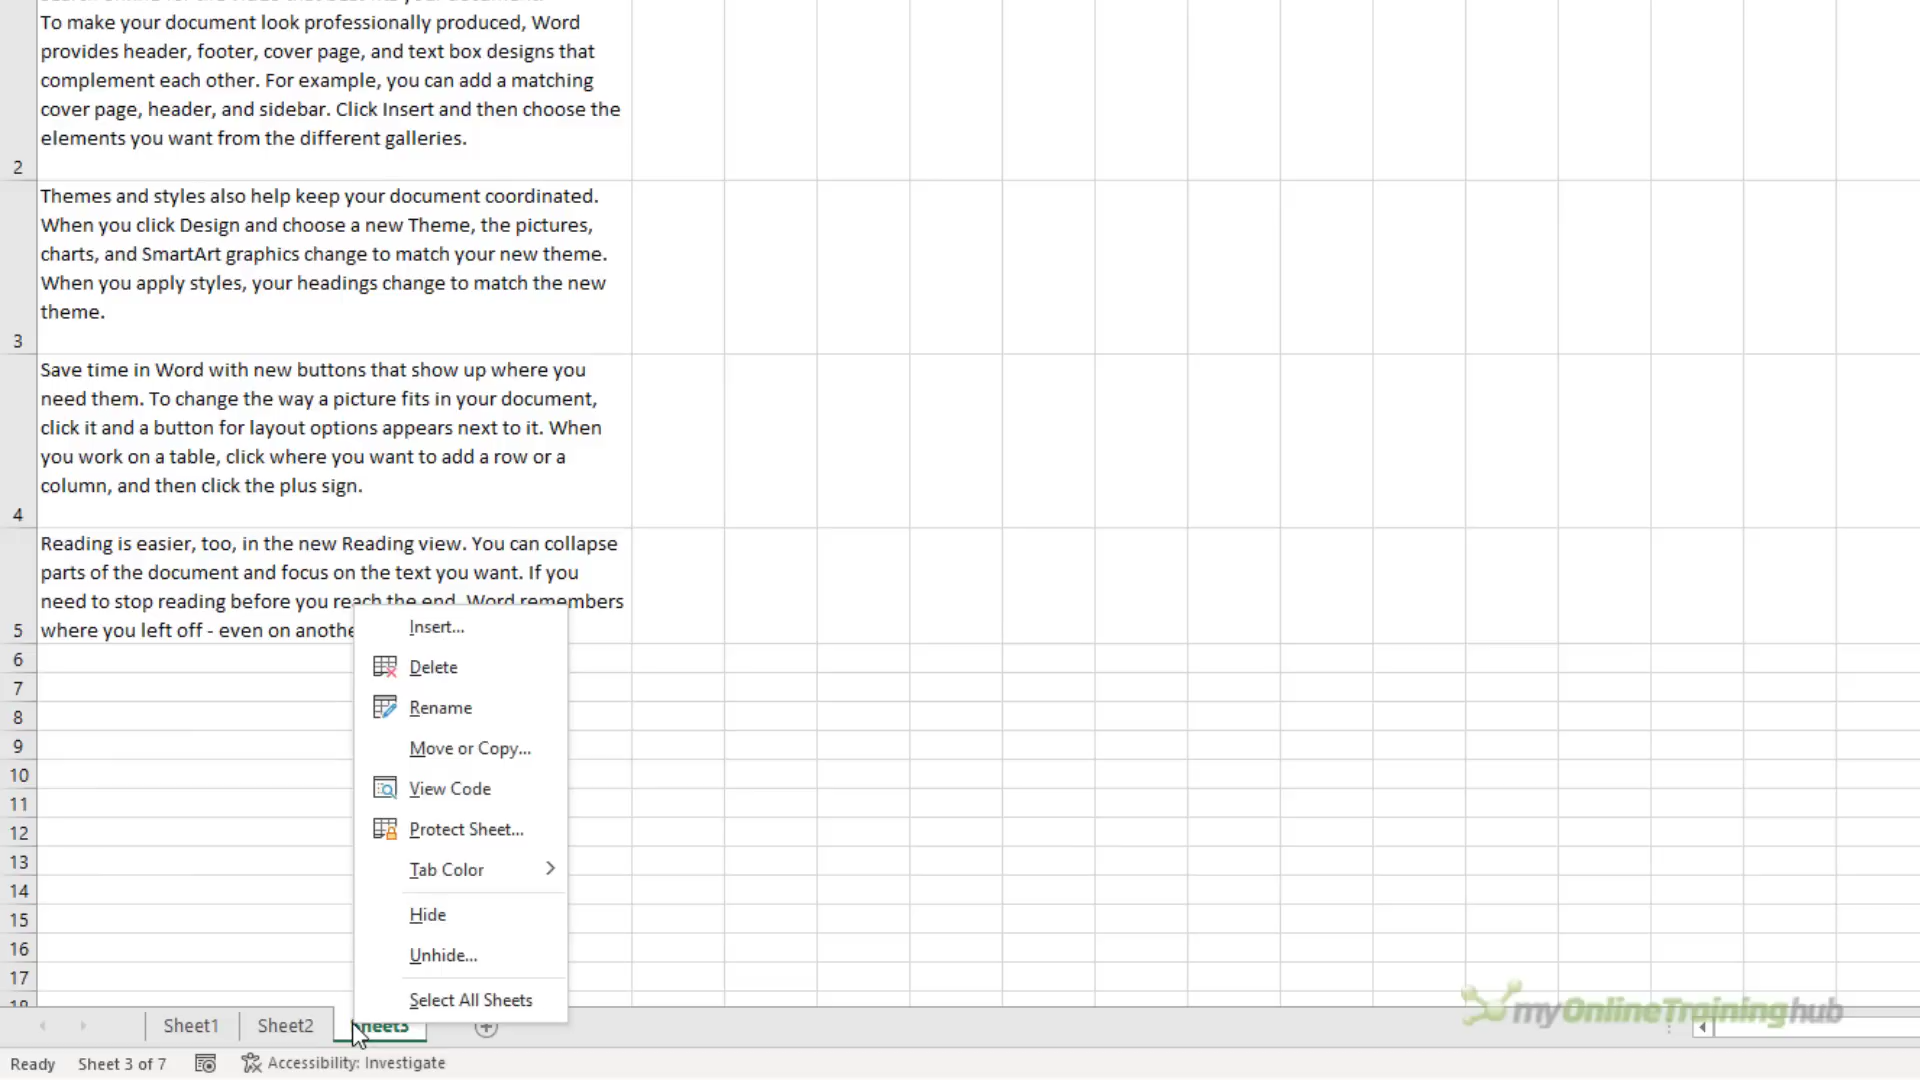 To make your document look professionally produced, Word
provides header, footer, cover page, and text box designs that
complement each other. For example, you can add a matching
cover page, header, and sidebar. Click Insert and then choose the
elements you want from the different galleries.
2
Themes and styles also help keep your document coordinated.
When you click Design and choose a new Theme, the pictures,
charts, and SmartArt graphics change to match your new theme.
When you apply styles, your headings change to match the new
theme.
3
Save time in Word with new buttons that show up where you
need them. To change the way a picture fits in your document,
click it and a button for layout options appears next to it. When
you work on a table, click where you want to add a row or a
column, and then click the plus sign.
4
Reading is easier, too, in the new Reading view. You can collapse
parts of the document and focus on the text you want. If you
need to stop reading before you reach the end, Word remembers
5 where you left off - even on anothe
Insert...
Delete
Rename
Move or Copy...
View Code
Protect Sheet...
Tab Color
Hide
Unhide...
Select All Sheets
6
7
8
9
10
11
12
13
14
15
16
17
18
myOnlineTraininghub
Sheet1 Sheet2 Sheet3
Ready Sheet 3 of 7 Accessibility: Investigate